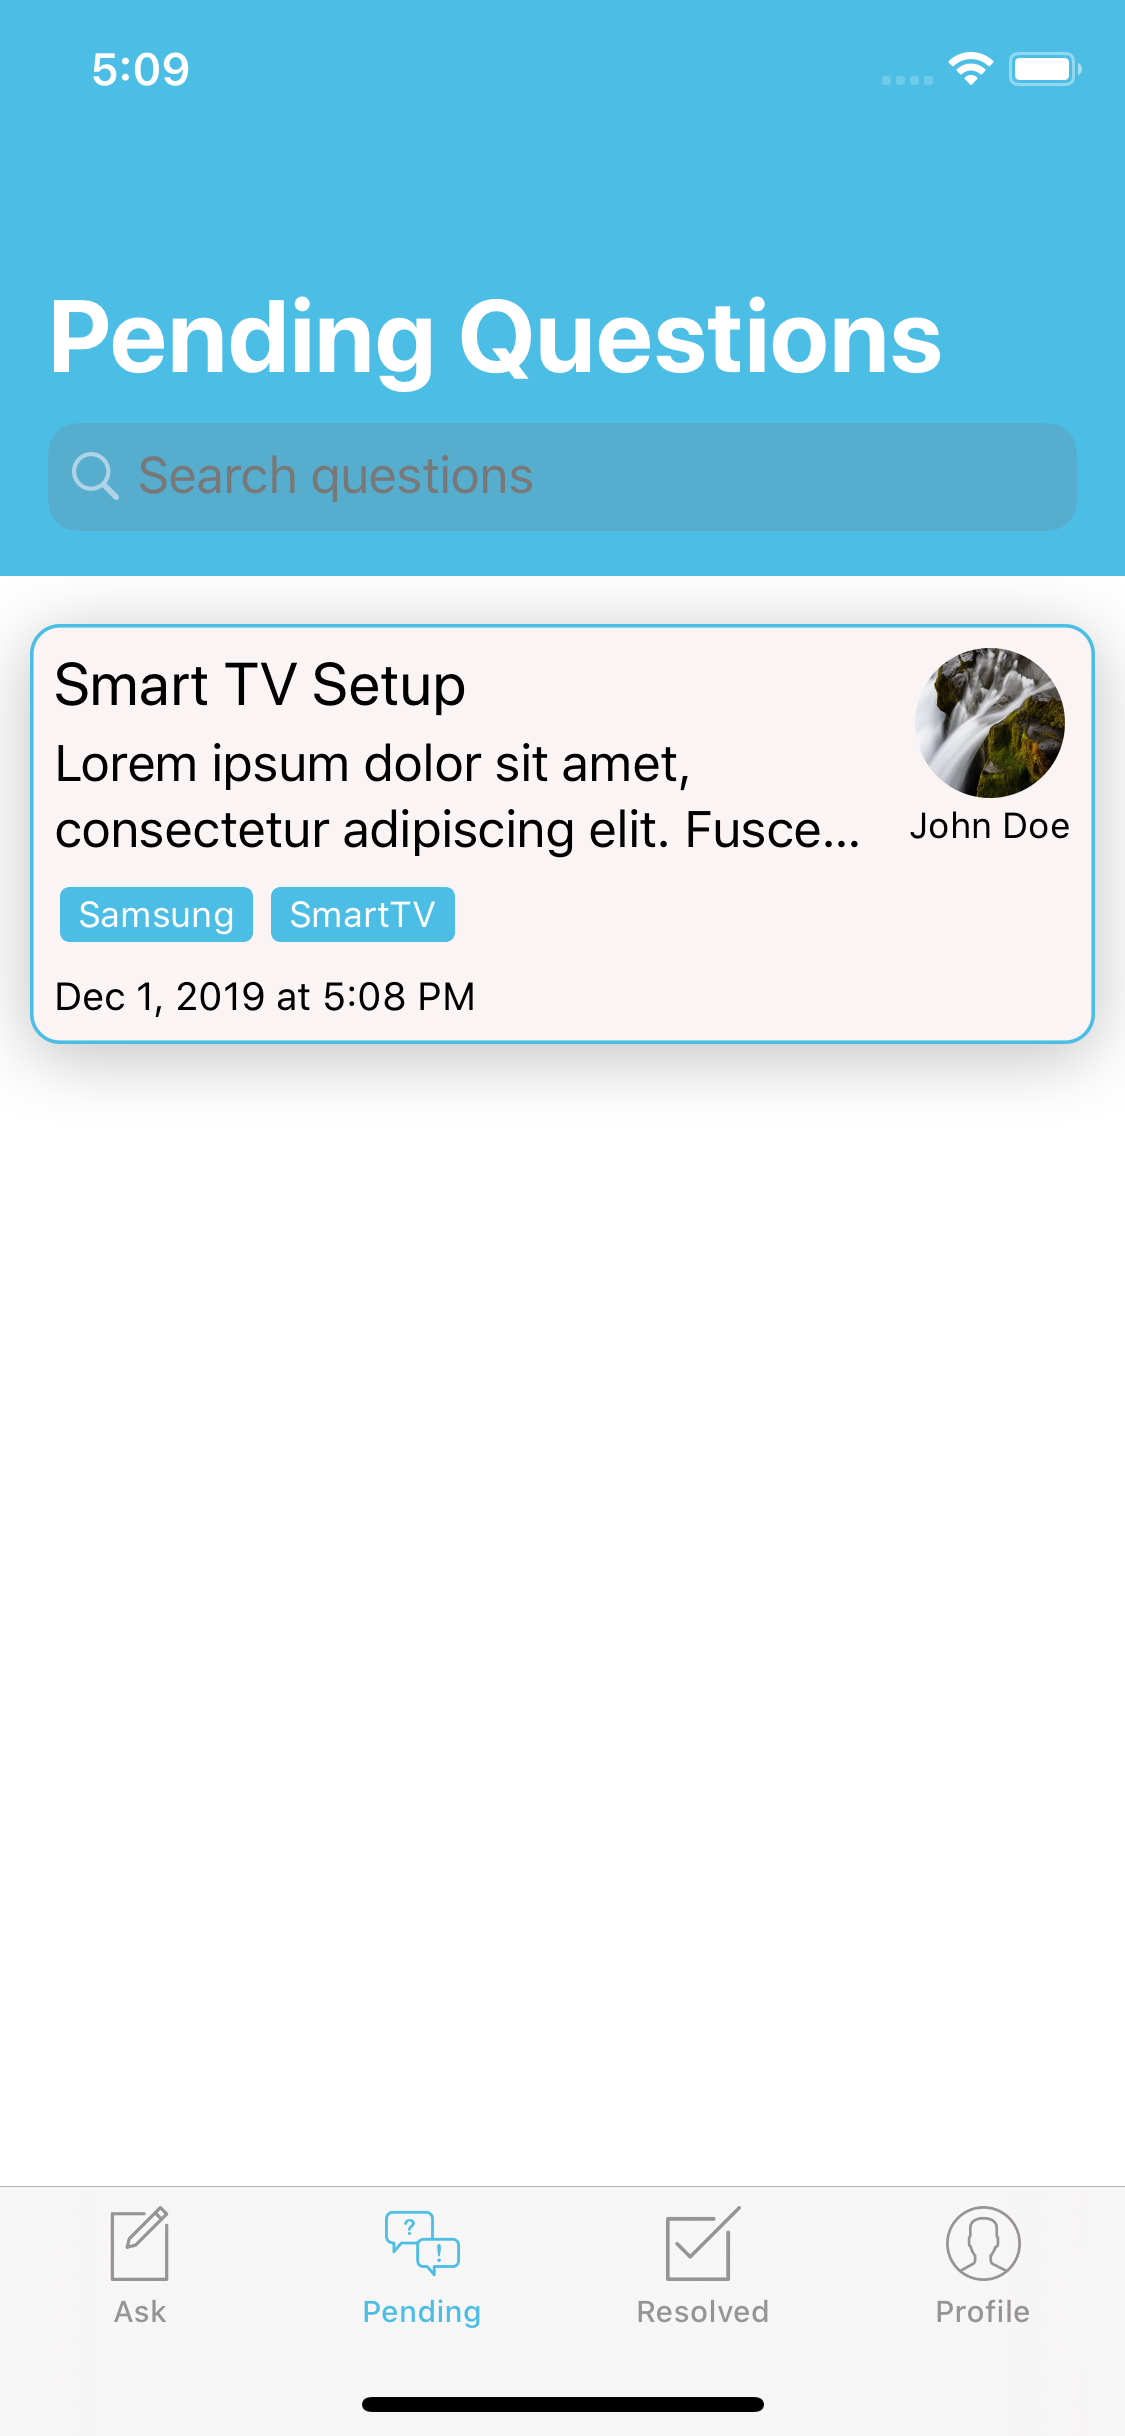 5:09
Pending Questions
Search questions
Smart TV Setup
Lorem ipsum dolor sit amet,
consectetur adipiscing elit. Fusce...
John Doe
Samsung SmartTV
Dec 1, 2019 at 5:08 PM
? !
Ask Pending Resolved Profile